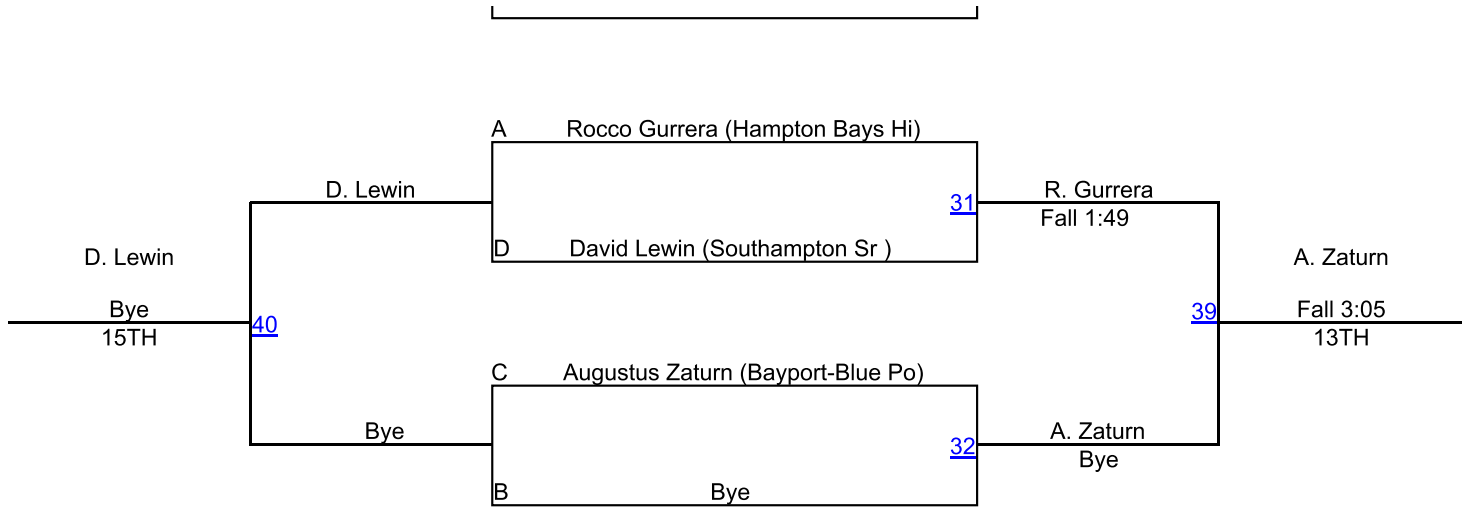 A Rocco Gurrera (Hampton Bays Hi)
D. Lewin
31
R. Gurrera
Fall 1:49
D David Lewin (Southampton Sr )
D. Lewin
A. Zaturn
Bye
15TH
40
39
Fall 3:05
13TH
C Augustus Zaturn (Bayport-Blue Po)
Bye
32
A. Zaturn
Bye
B Bye